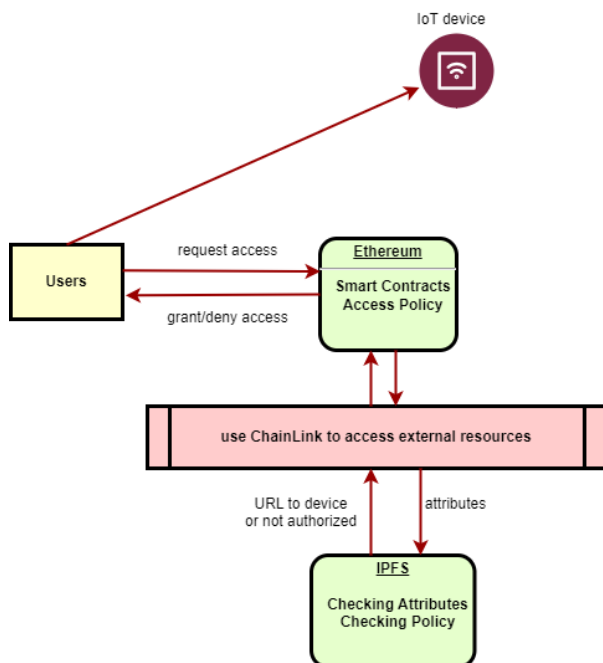 IoT device
request access
Users
grant/deny access
Ethereum
Smart Contracts
Access Policy
use ChainLink to access external resources
URL to device
or not authorized
attributes
IPFS
Checking Attributes
Checking Policy